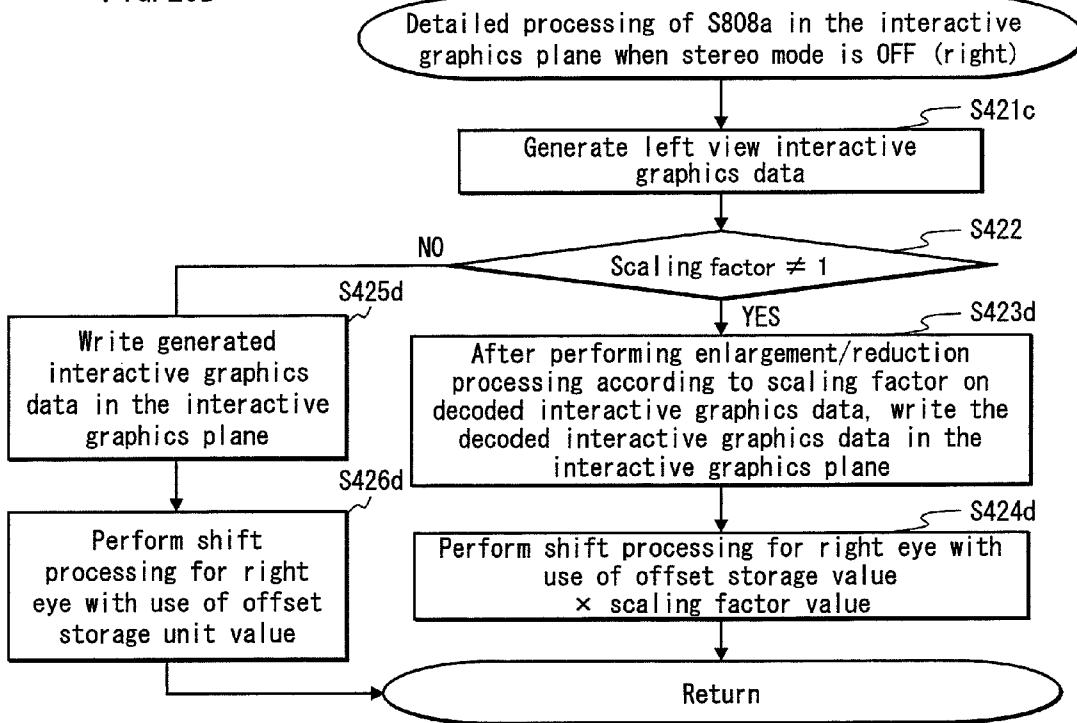 Detailed processing of S808a in the interactive
graphics plane when stereo mode is OFF (right)
S421c
Generate left view interactive
graphics data
S422
NO
Scaling factor ≠ 1
S425d
YES
S423d
Write generated
interactive graphics
data in the interactive
graphics plane
After performing enlargement/reduction
processing according to scaling factor on
decoded interactive graphics data, write the
decoded interactive graphics data in the
interactive graphics plane
S426d
S424d
Perform shift
processing for right
eye with use of offset
storage unit value
Perform shift processing for right eye with
use of offset storage value
× scaling factor value
Return